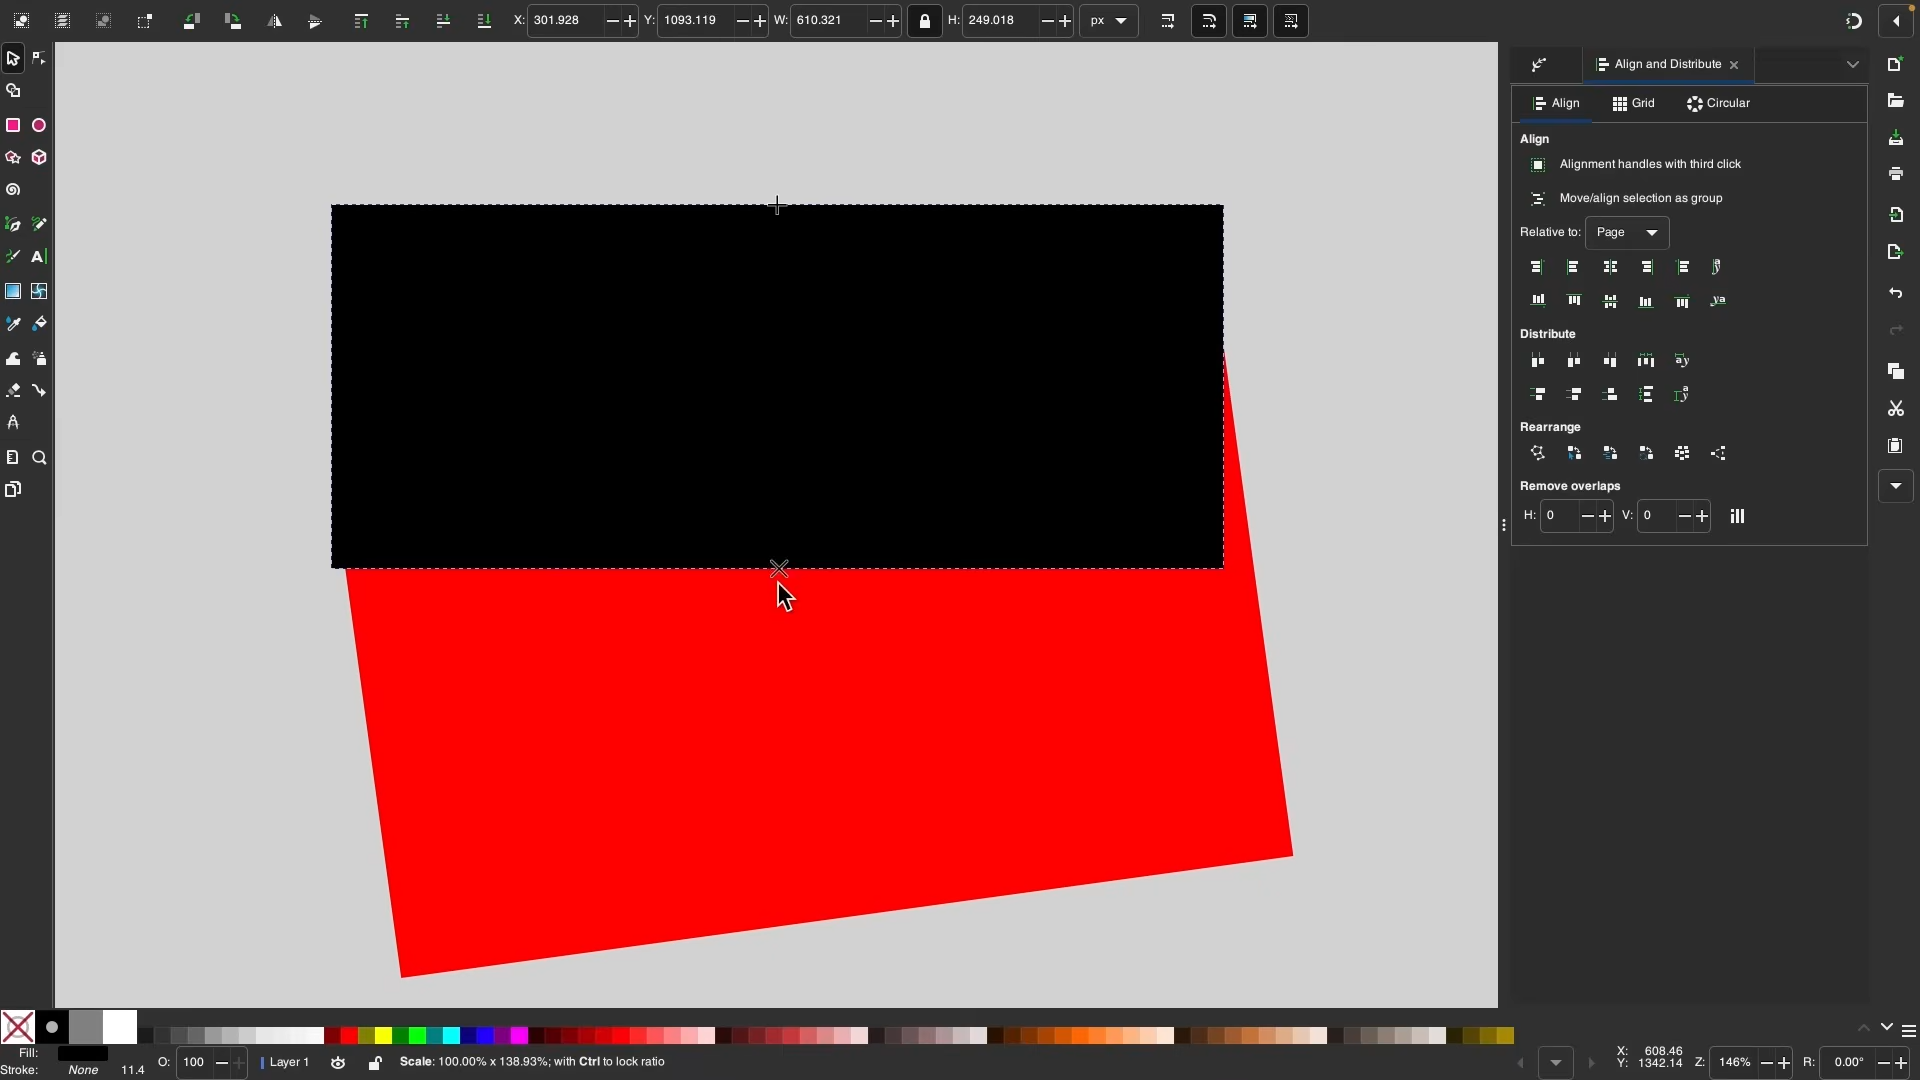 X: 301.928 Y: 1093.119 W: 610.321 H: 249.018 px
Align and Distribute
Align Grid Circular
Align
Alignment handles with third click
Move/align selection as group
Relative to: Page
Distribute
Rearrange
Remove overlaps
H: 0 V: 0
Fill:
Stroke: None 11.4
O: 100
Layer 1
Scale: 100.00% x 138.93%; with Ctrl to lock ratio
X: 608.46
Y: 1342.14
Z: 146%
R: 0.00°